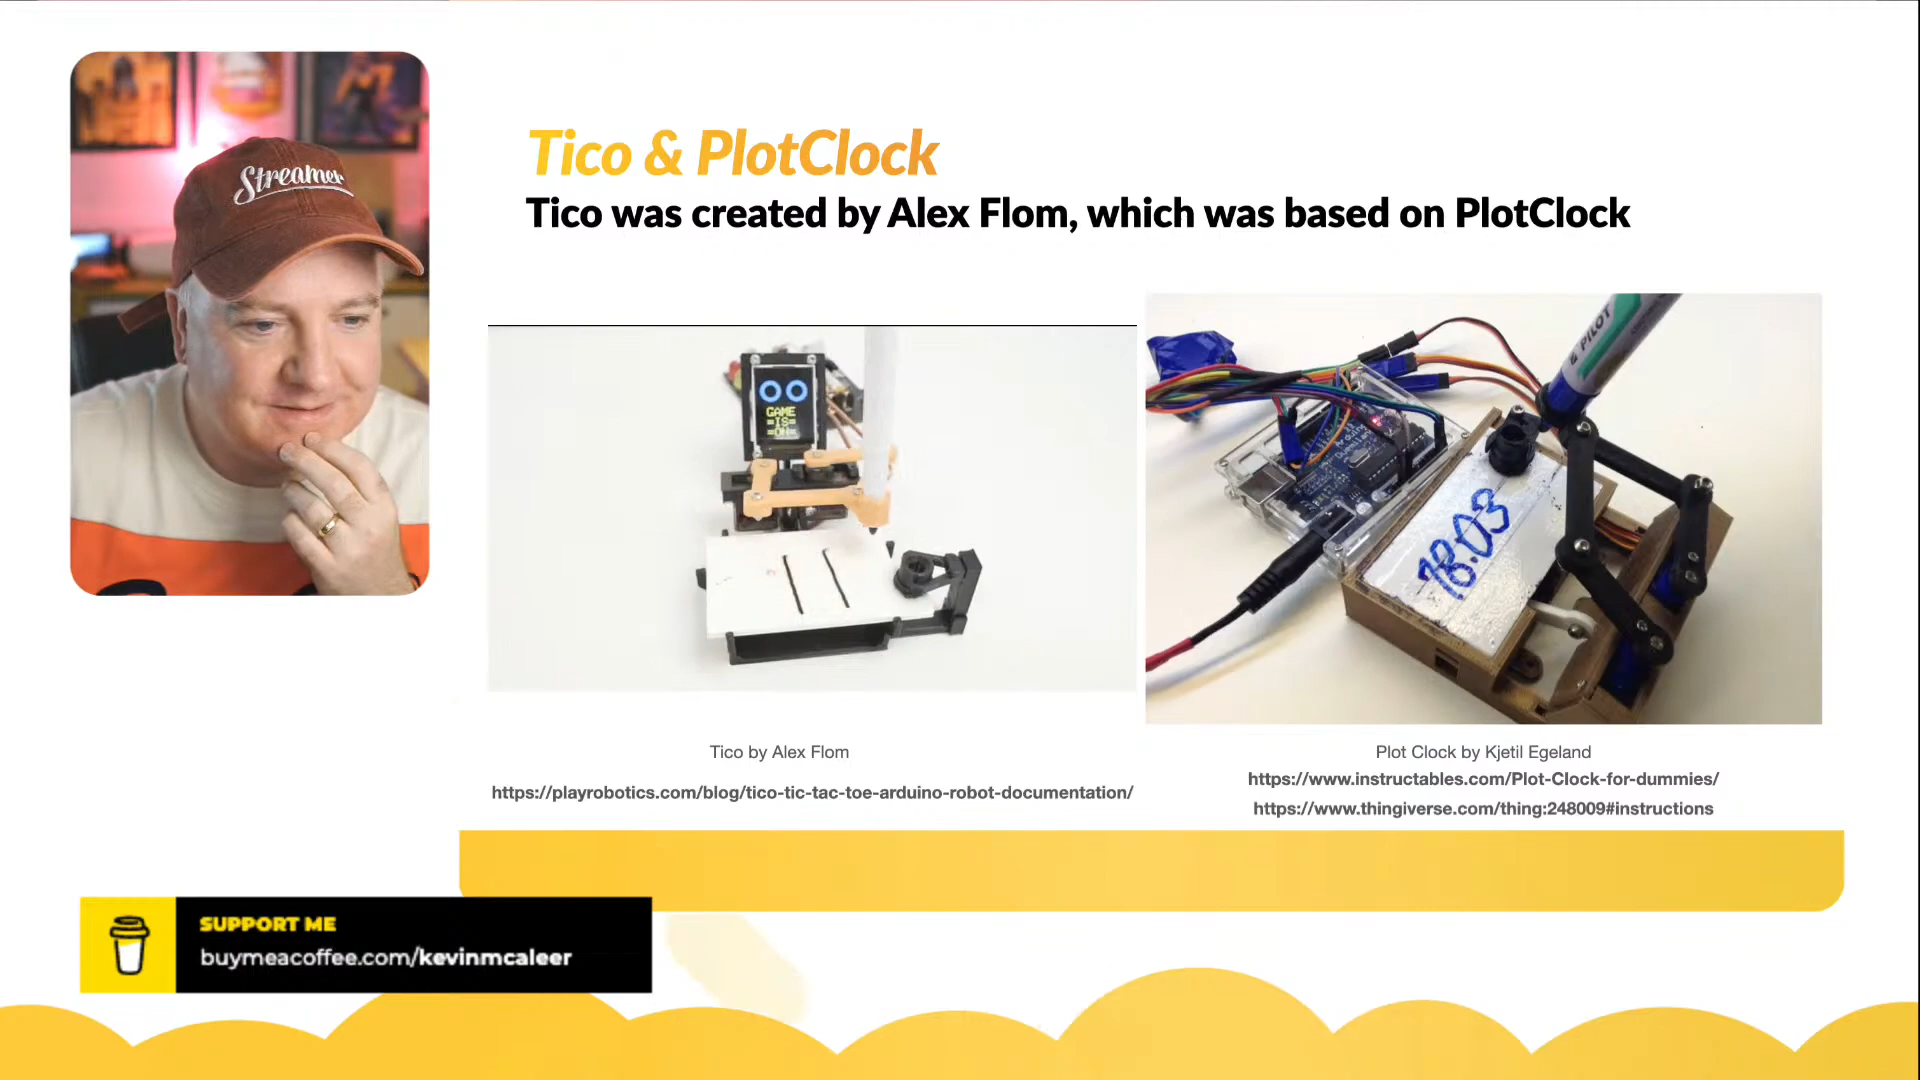 Streamer
Tico & PlotClock
Tico was created by Alex Flom, which was based on PlotClock
GAME
IS
ON
& PILOT
Arduino
18:03
Tico by Alex Flom
https://playrobotics.com/blog/tico-tic-tac-toe-arduino-robot-documentation/
Plot Clock by Kjetil Egeland
https://www.instructables.com/Plot-Clock-for-dummies/
https://www.thingiverse.com/thing:248009#instructions
SUPPORT ME
buymeacoffee.com/kevinmcaleer